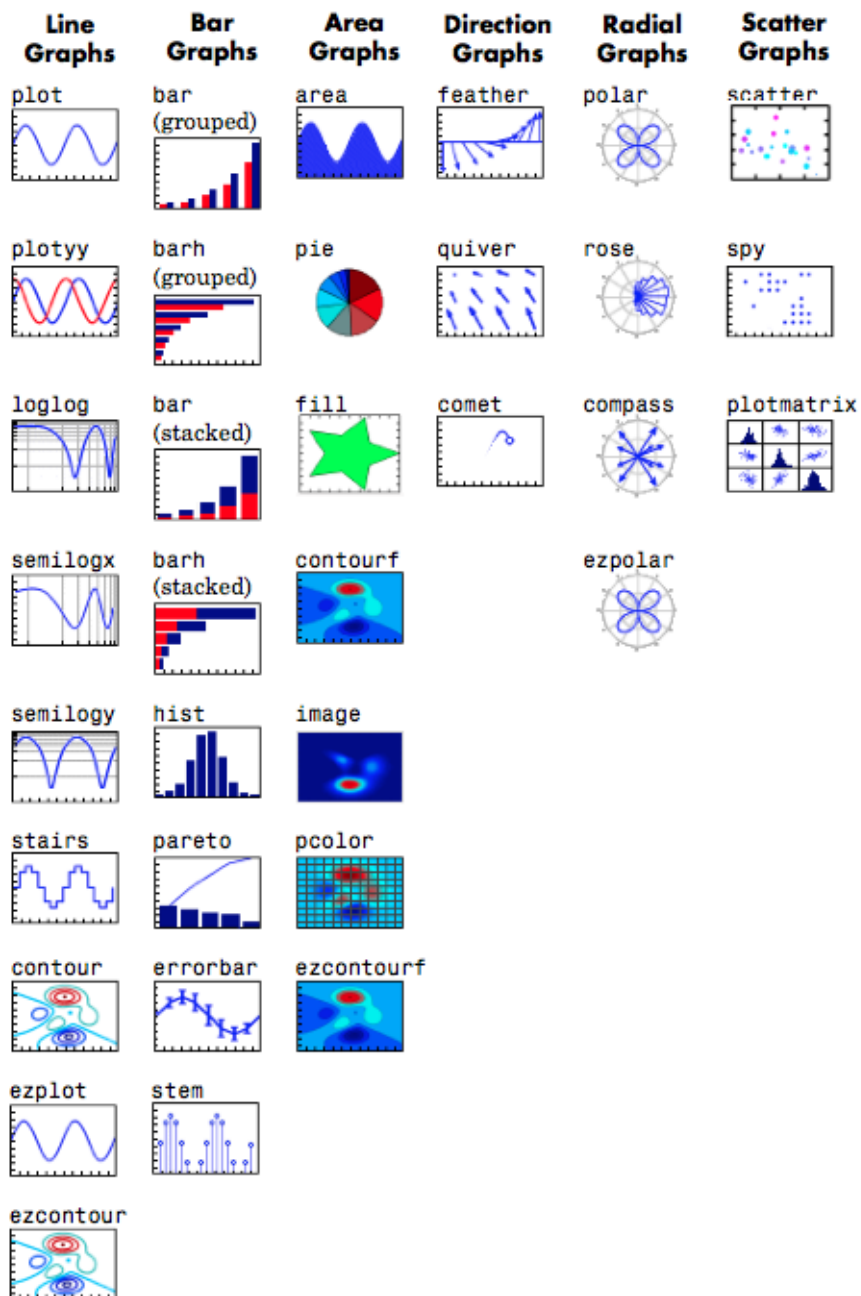 Line Graphs
Bar Graphs
Area Graphs
Direction Graphs
Radial Graphs
Scatter Graphs
plot
bar (grouped)
area
feather
polar
scatter
plotyy
barh (grouped)
pie
quiver
rose
spy
loglog
bar (stacked)
fill
comet
compass
plotmatrix
semilogx
barh (stacked)
contourf
ezpolar
semilogy
hist
image
stairs
pareto
pcolor
contour
errorbar
ezcontourf
ezplot
stem
ezcontour